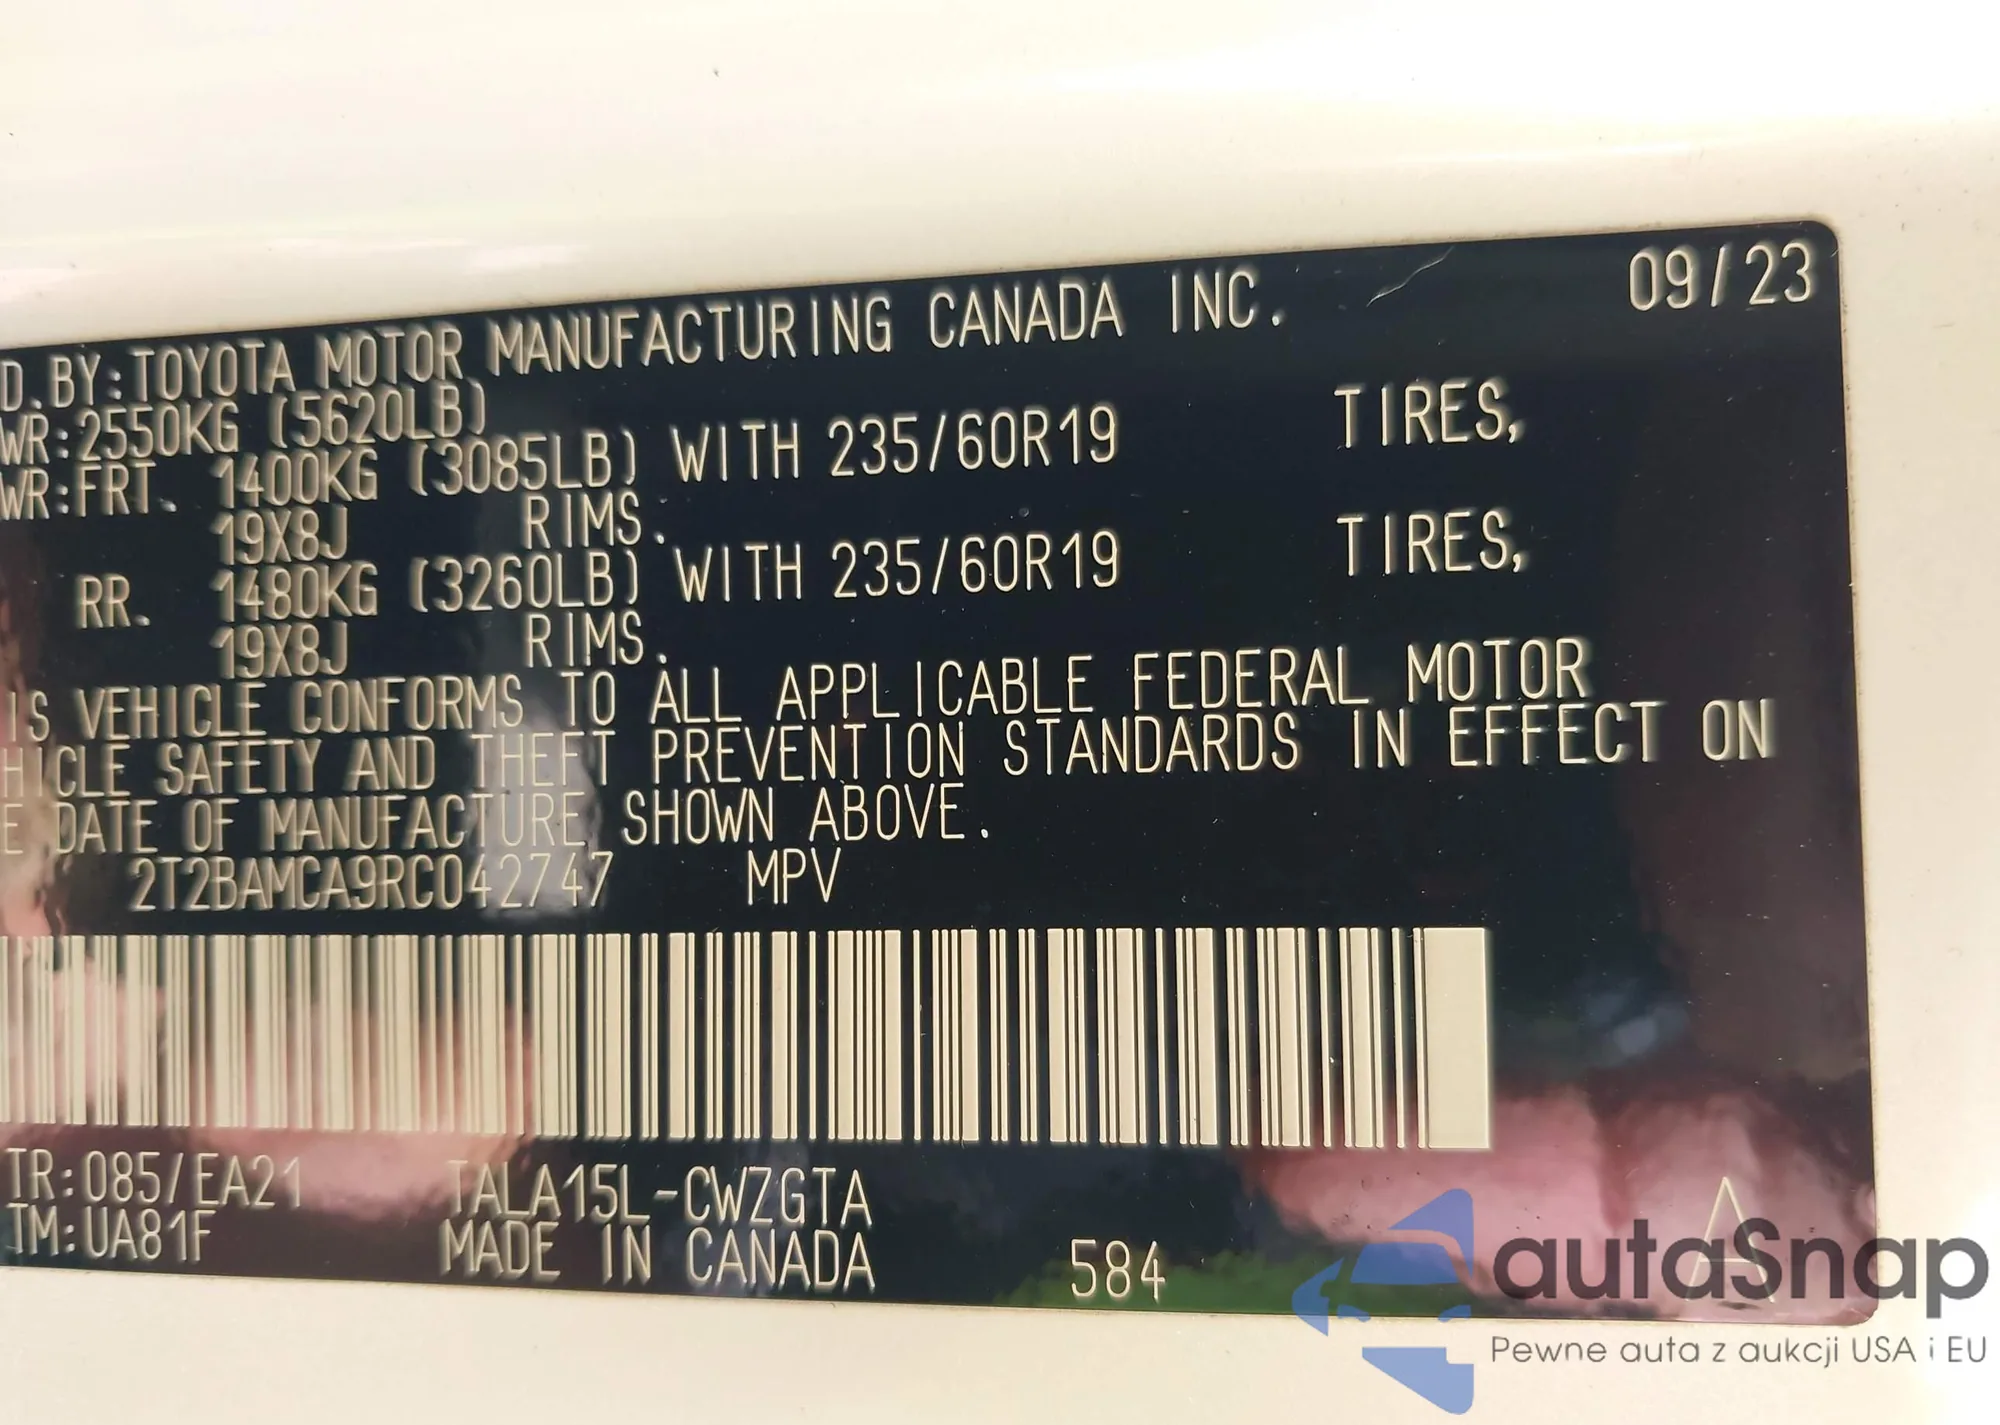 D.BY:TOYOTA MOTOR MANUFACTURING CANADA INC. 09/23
WR:2550KG (5620LB)
WR:FRT. 1400KG (3085LB) WITH 235/60R19 TIRES,
19X8J RIMS.
RR. 1480KG (3260LB) WITH 235/60R19 TIRES,
19X8J RIMS.
IS VEHICLE CONFORMS TO ALL APPLICABLE FEDERAL MOTOR
HICLE SAFETY AND THEFT PREVENTION STANDARDS IN EFFECT ON
E DATE OF MANUFACTURE SHOWN ABOVE.
2T2BAMCA9RC042747 MPV
TR:085/EA21 TALA15L-CWZGTA A
TM:UA81F MADE IN CANADA 584
autaSnap
Pewne auta z aukcji USA i EU